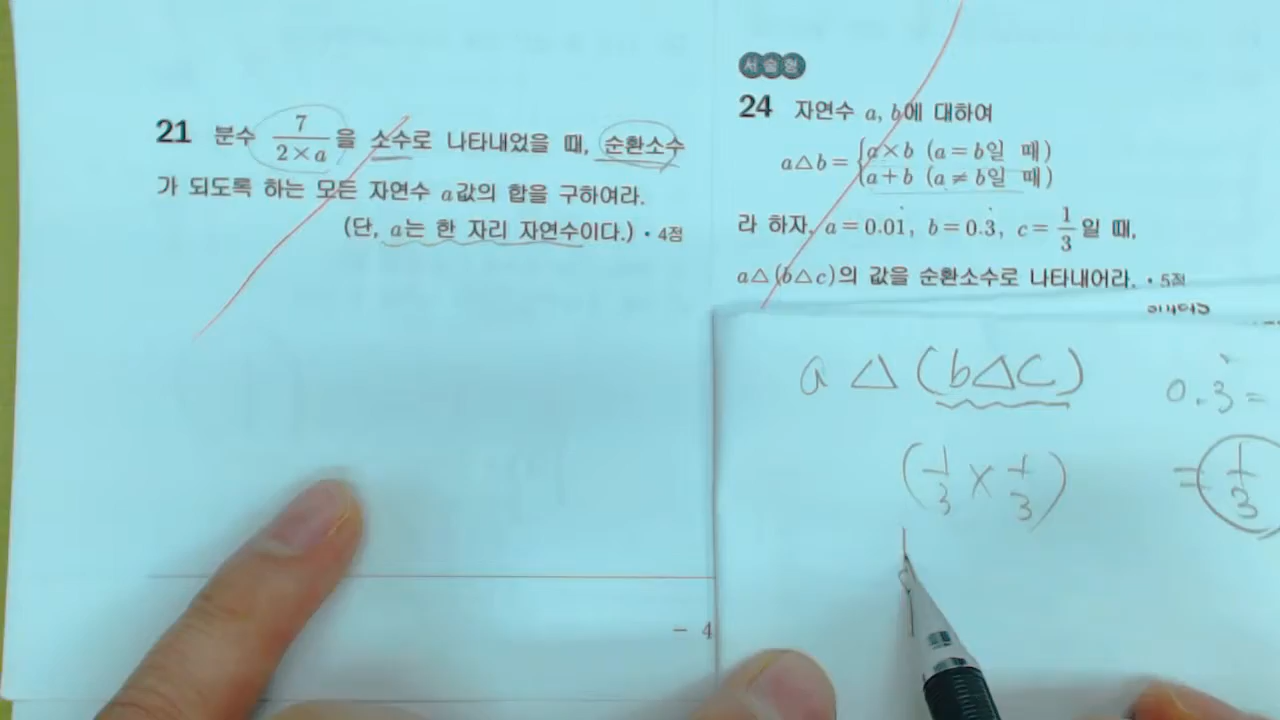 21 분수 7/(2×a)을 소수로 나타내었을 때, 순환소수
가 되도록 하는 모든 자연수 a값의 합을 구하여라.
(단, a는 한 자리 자연수이다.) • 4점
- 4
서술형
24 자연수 a, b에 대하여
a△b = { a×b (a=b일 때)
a+b (a≠b일 때)
라 하자. a=0.01̇, b=0.3̇, c=1/3일 때,
a△(b△c)의 값을 순환소수로 나타내어라. • 5점
a △ (b△c)
0.3̇ =
(1/3 × 1/3)
= 1/3